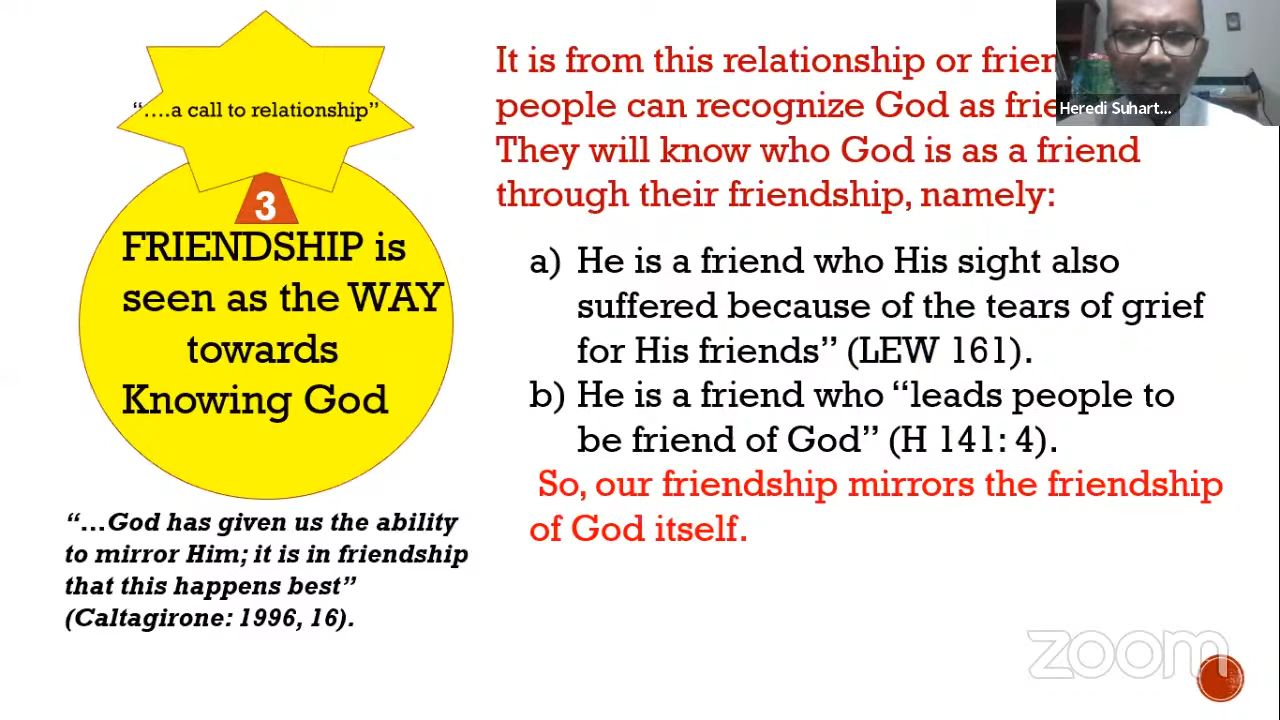 “....a call to relationship”
3
FRIENDSHIP is
seen as the WAY
towards
Knowing God
“...God has given us the ability
to mirror Him; it is in friendship
that this happens best”
(Caltagirone: 1996, 16).
It is from this relationship or
people can recognize God as
They will know who God is as a friend
through their friendship, namely:
a) He is a friend who His sight also
suffered because of the tears of grief
for His friends” (LEW 161).
b) He is a friend who “leads people to
be friend of God” (H 141: 4).
So, our friendship mirrors the friendship
of God itself.
Heredi Suhart...
zoom